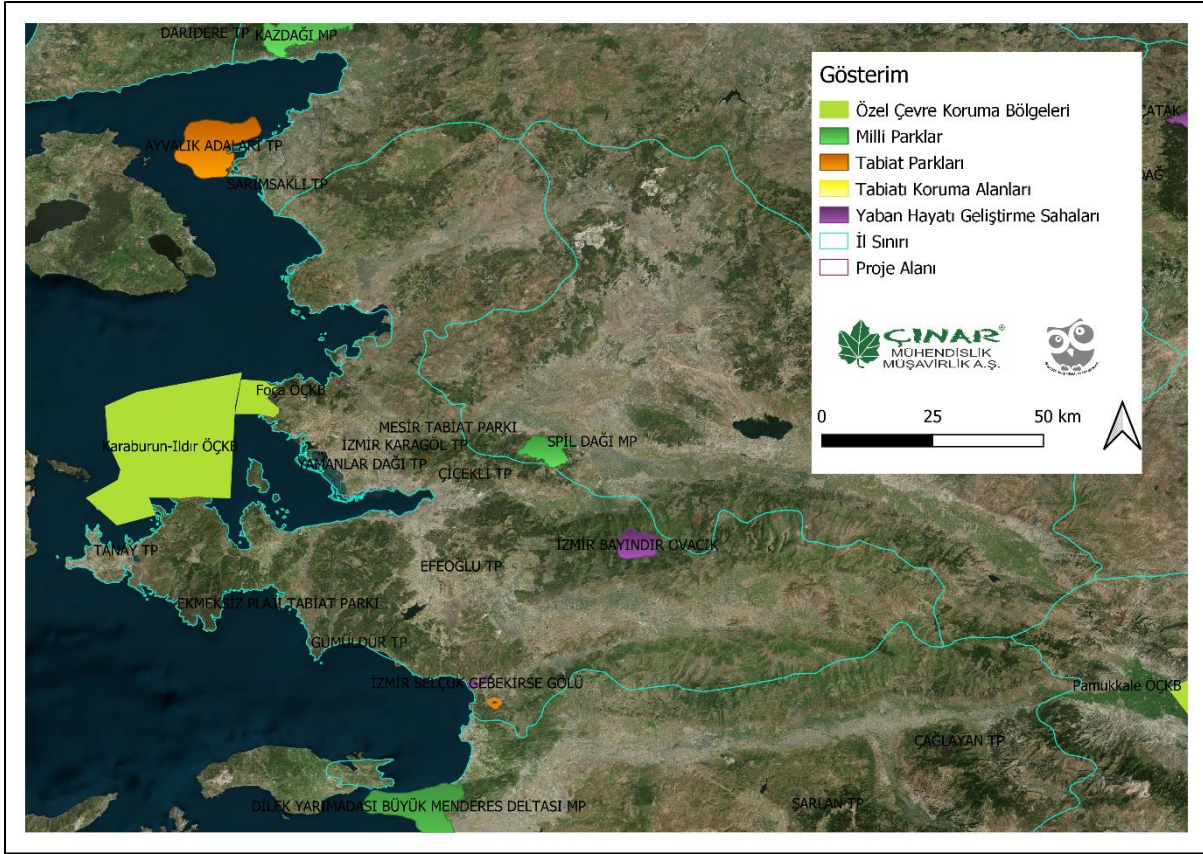 DARIDERE TP KAZDAĞI MP
AYVALIK ADALARI TP
SARIMSAKLI TP
Foça ÖÇKB
Karaburun-Ildır ÖÇKB
MESİR TABİAT PARKI
İZMİR KARAGÖL TP
SPİL DAĞI MP
YAMANLAR DAĞI TP
ÇİÇEKLİ TP
TANAY TP
İZMİR BAYINDIR OVACIK
EFEOĞLU TP
EKMEKSİZ PLAJI TABİAT PARKI
GÜMÜLDÜR TP
İZMİR SELÇUK GEBEKİRSE GÖLÜ
Pamukkale ÖÇKB
ÇAĞLAYAN TP
DİLEK YARIMADASI BÜYÜK MENDERES DELTASI MP
SARLAN TP
ÇATAK
DAĞ
Gösterim
Özel Çevre Koruma Bölgeleri
Milli Parklar
Tabiat Parkları
Tabiatı Koruma Alanları
Yaban Hayatı Geliştirme Sahaları
İl Sınırı
Proje Alanı
ÇINAR®
MÜHENDİSLİK
MÜŞAVİRLİK A.Ş.
0 25 50 km